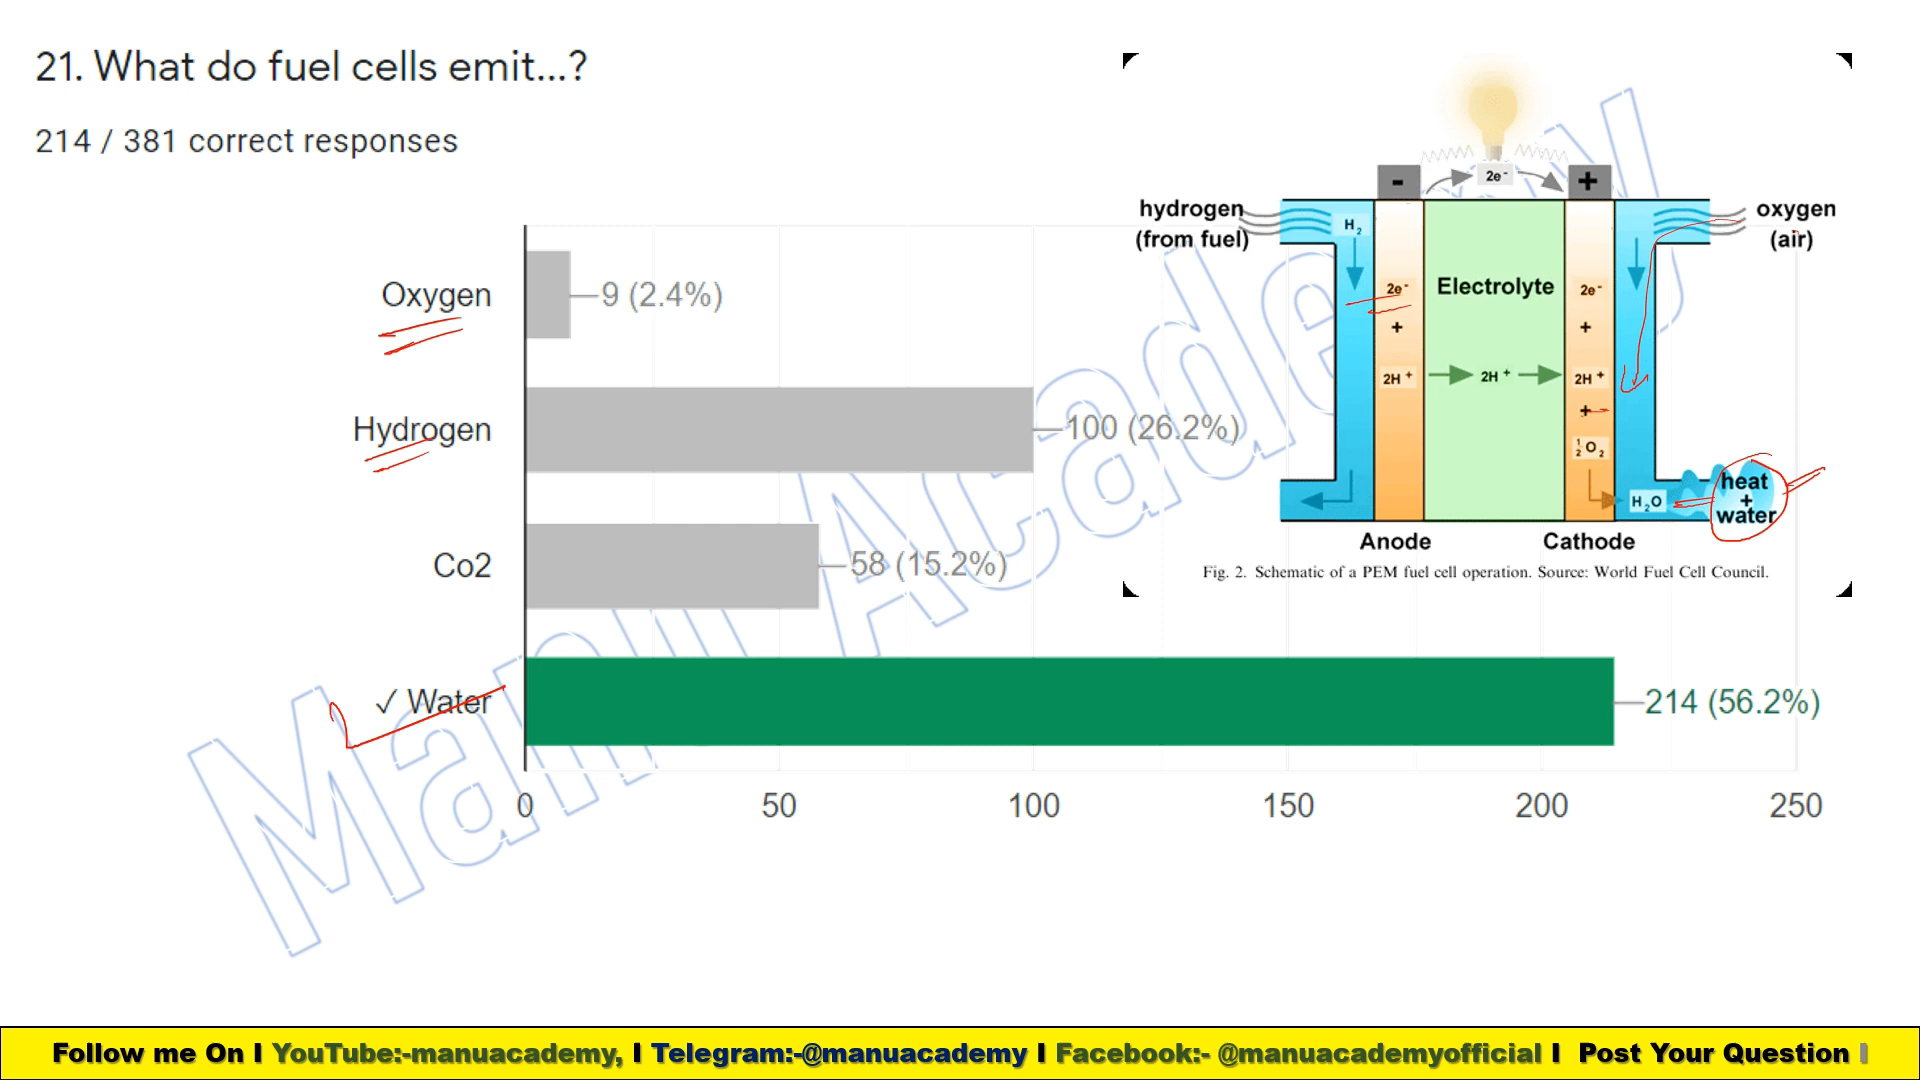 21. What do fuel cells emit...?
214 / 381 correct responses
Oxygen
9 (2.4%)
Hydrogen
100 (26.2%)
Co2
58 (15.2%)
✓ Water
214 (56.2%)
0 50 100 150 200 250
hydrogen
(from fuel)
- 2e- +
oxygen
(air)
H2
2e-
+
2H+
Electrolyte
2H+
2e-
+
2H+
+
½O2
H2O
heat
+
water
Anode
Cathode
Fig. 2. Schematic of a PEM fuel cell operation. Source: World Fuel Cell Council.
Manu Academy
Follow me On I YouTube:-manuacademy, I Telegram:-@manuacademy I Facebook:- @manuacademyofficial I Post Your Question I